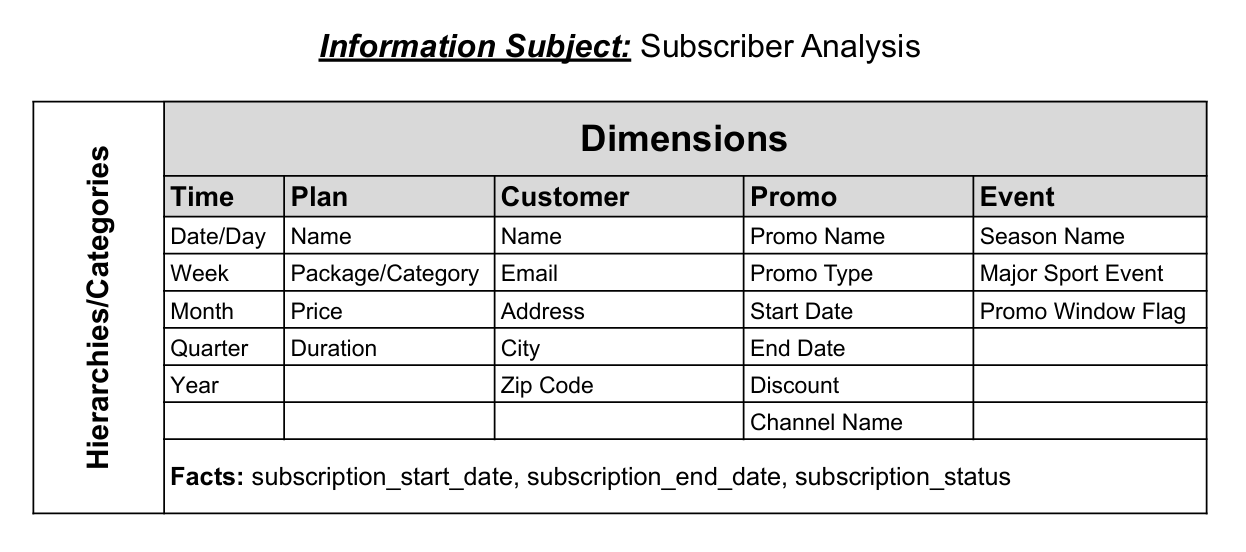 Information Subject: Subscriber Analysis
Hierarchies/Categories
Dimensions
Time Plan Customer Promo Event
Date/Day Name Name Promo Name Season Name
Week Package/Category Email Promo Type Major Sport Event
Month Price Address Start Date Promo Window Flag
Quarter Duration City End Date
Year Zip Code Discount
Channel Name
Facts: subscription_start_date, subscription_end_date, subscription_status